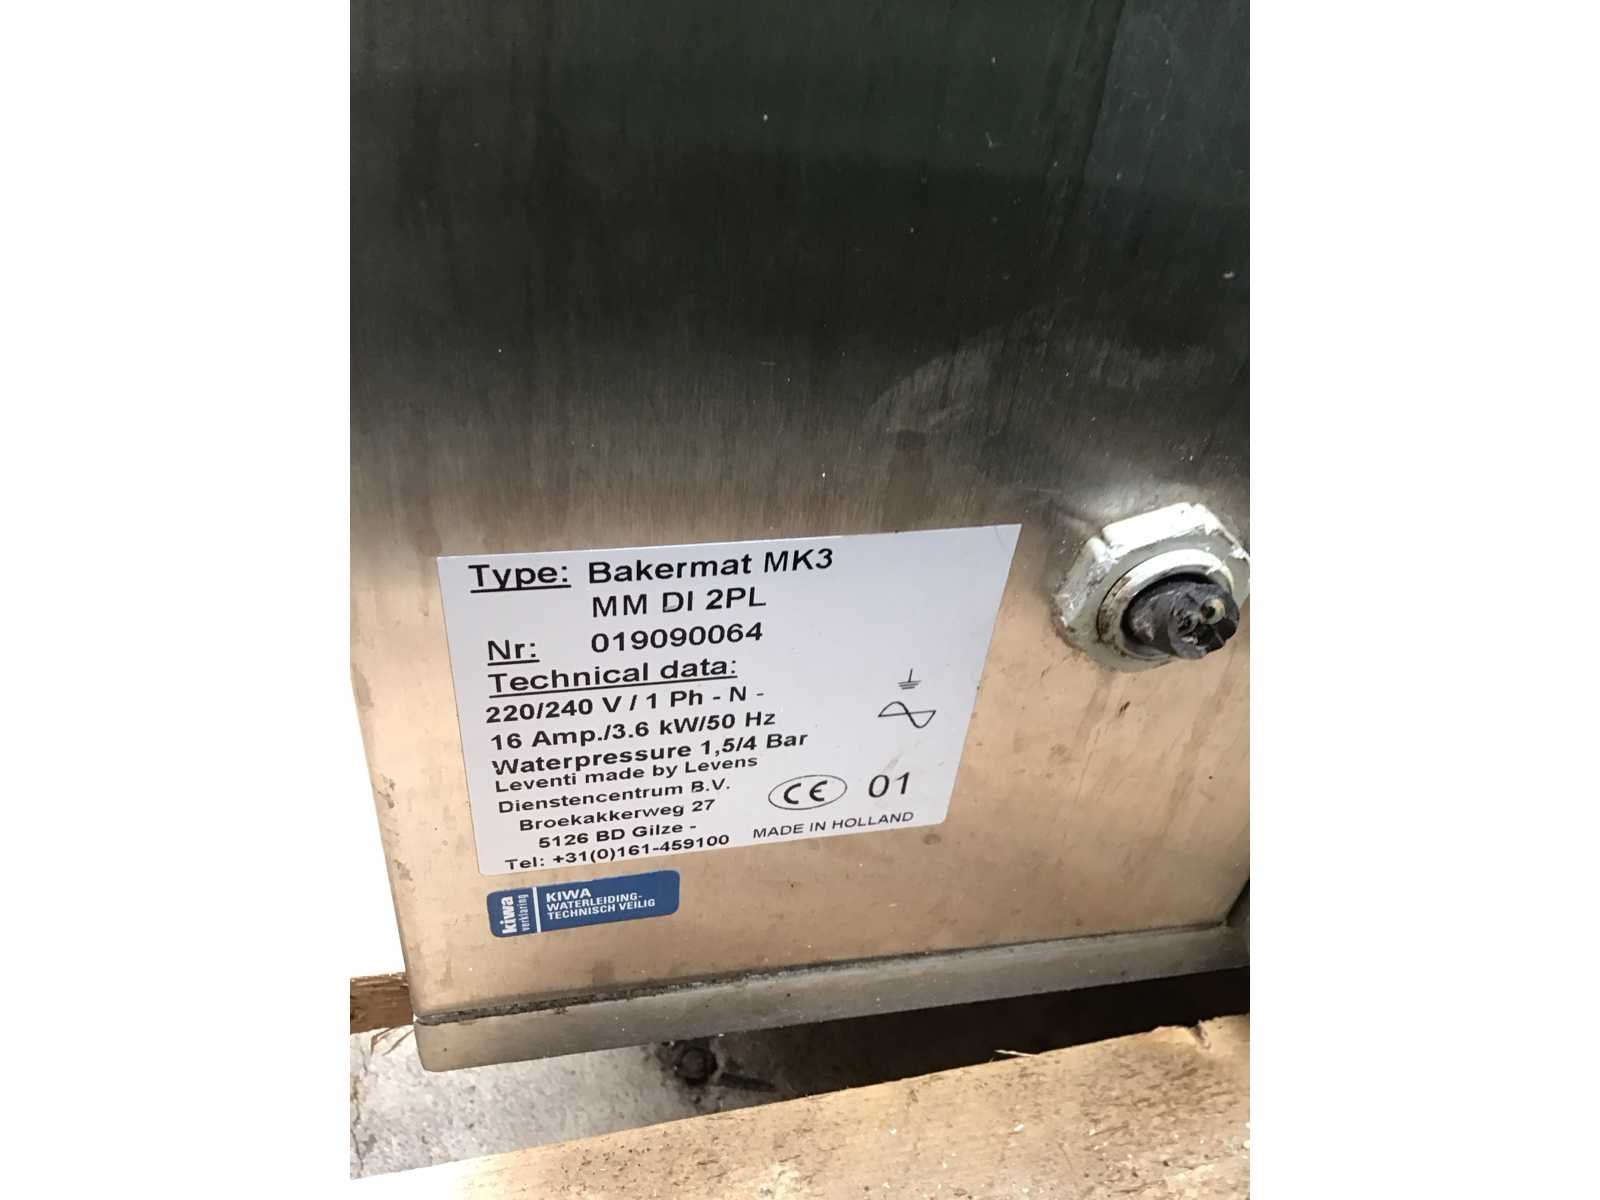 Type: Bakermat MK3
MM DI 2PL
Nr: 019090064
Technical data:
220/240 V / 1 Ph - N -
16 Amp./3.6 kW/50 Hz
Waterpressure 1,5/4 Bar
Leventi made by Levens
Dienstencentrum B.V.
Broekakkerweg 27
5126 BD Gilze -
Tel: +31(0)161-459100
CE 01
MADE IN HOLLAND
kiwa
verklaring
KIWA
WATERLEIDING-
TECHNISCH VEILIG